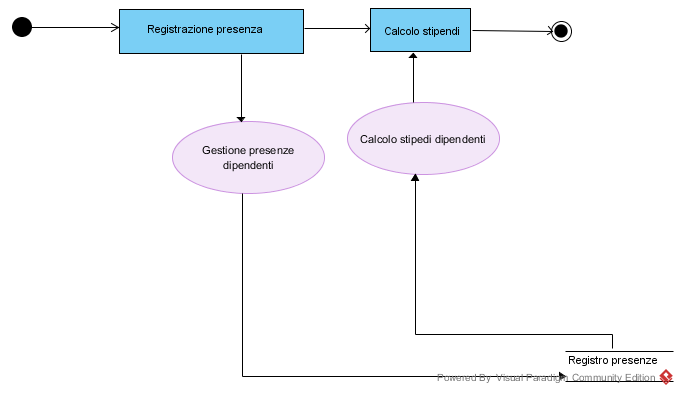 Registrazione presenza
Calcolo stipendi
Gestione presenze
dipendenti
Calcolo stipedi dipendenti
Registro presenze
Powered By Visual Paradigm Community Edition